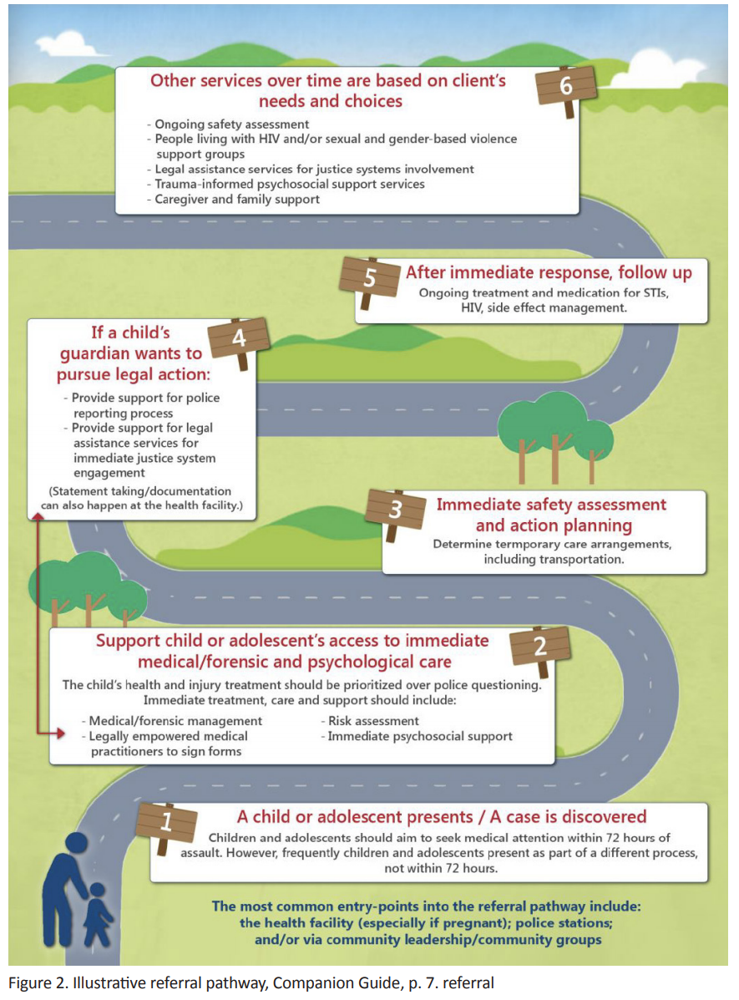 6
Other services over time are based on client's
needs and choices
- Ongoing safety assessment
- People living with HIV and/or sexual and gender-based violence
support groups
- Legal assistance services for justice systems involvement
- Trauma-informed psychosocial support services
- Caregiver and family support
5
After immediate response, follow up
Ongoing treatment and medication for STIs,
HIV, side effect management.
4
If a child's
guardian wants to
pursue legal action:
- Provide support for police
reporting process
- Provide support for legal
assistance services for
immediate justice system
engagement
(Statement taking/documentation
can also happen at the health facility.)
3
Immediate safety assessment
and action planning
Determine termporary care arrangements,
including transportation.
2
Support child or adolescent's access to immediate
medical/forensic and psychological care
The child's health and injury treatment should be prioritized over police questioning.
Immediate treatment, care and support should include:
- Medical/forensic management
- Legally empowered medical
practitioners to sign forms
- Risk assessment
- Immediate psychosocial support
1
A child or adolescent presents / A case is discovered
Children and adolescents should aim to seek medical attention within 72 hours of
assault. However, frequently children and adolescents present as part of a different process,
not within 72 hours.
The most common entry-points into the referral pathway include:
the health facility (especially if pregnant); police stations;
and/or via community leadership/community groups
Figure 2. Illustrative referral pathway, Companion Guide, p. 7. referral